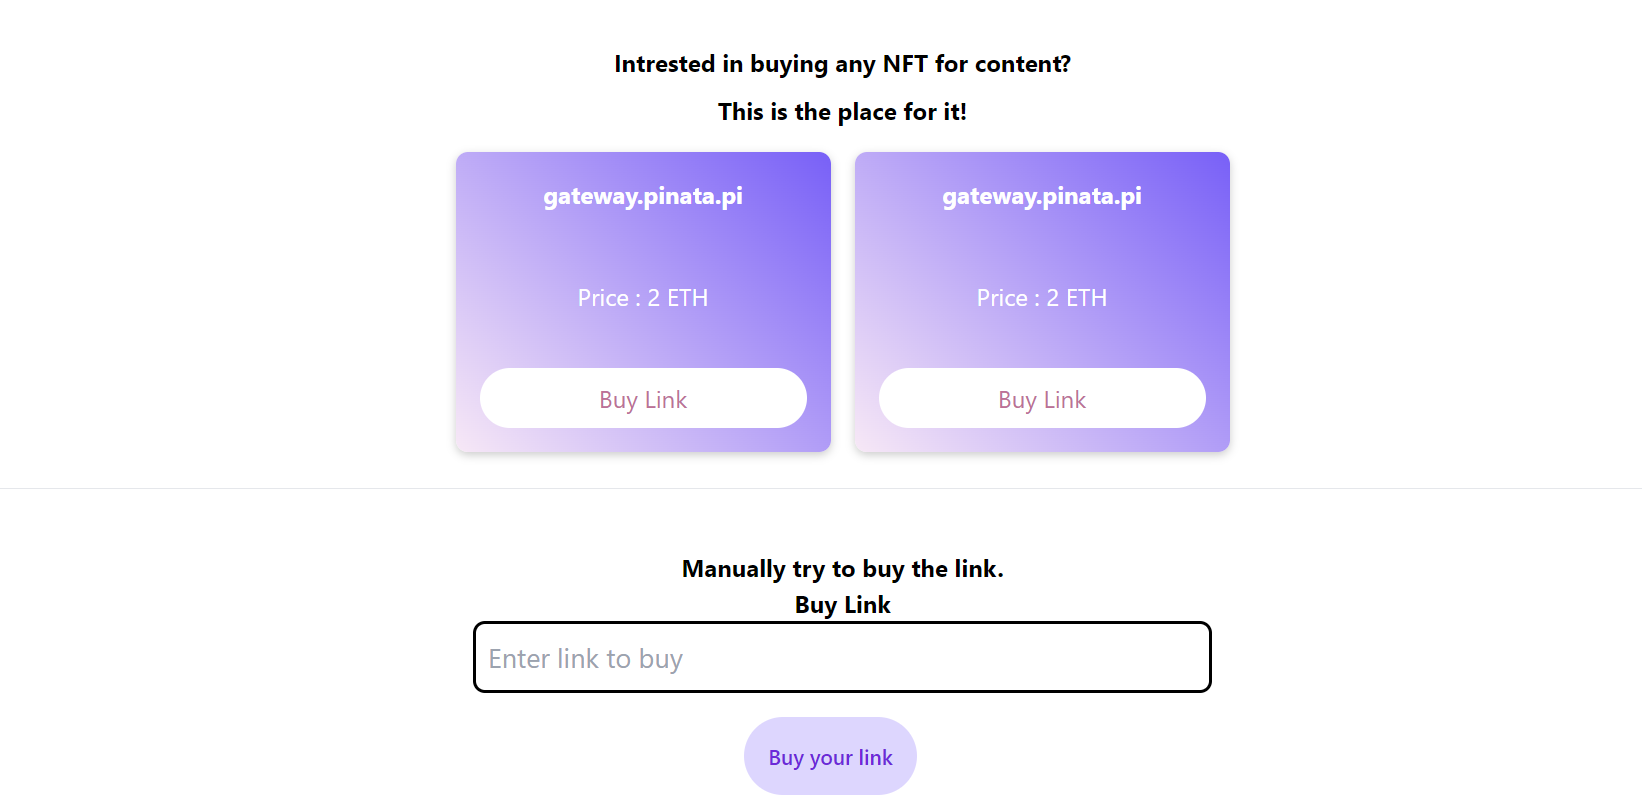 Intrested in buying any NFT for content?
This is the place for it!
gateway.pinata.pi
Price : 2 ETH
Buy Link
gateway.pinata.pi
Price : 2 ETH
Buy Link
Manually try to buy the link.
Buy Link
Enter link to buy
Buy your link